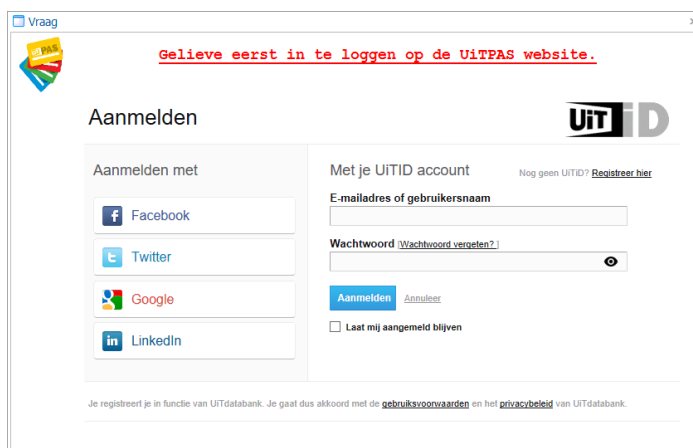 Vraag
uitPAS
Gelieve eerst in te loggen op de UiTPAS website.
Aanmelden
UiT iD
Aanmelden met
Facebook
Twitter
Google
LinkedIn
Met je UiTID account
Nog geen UiTiD? Registreer hier
E-mailadres of gebruikersnaam
Wachtwoord [Wachtwoord vergeten? ]
Aanmelden Annuleer
Laat mij aangemeld blijven
Je registreert je in functie van UiTdatabank. Je gaat dus akkoord met de gebruiksvoorwaarden en het privacybeleid van UiTdatabank.